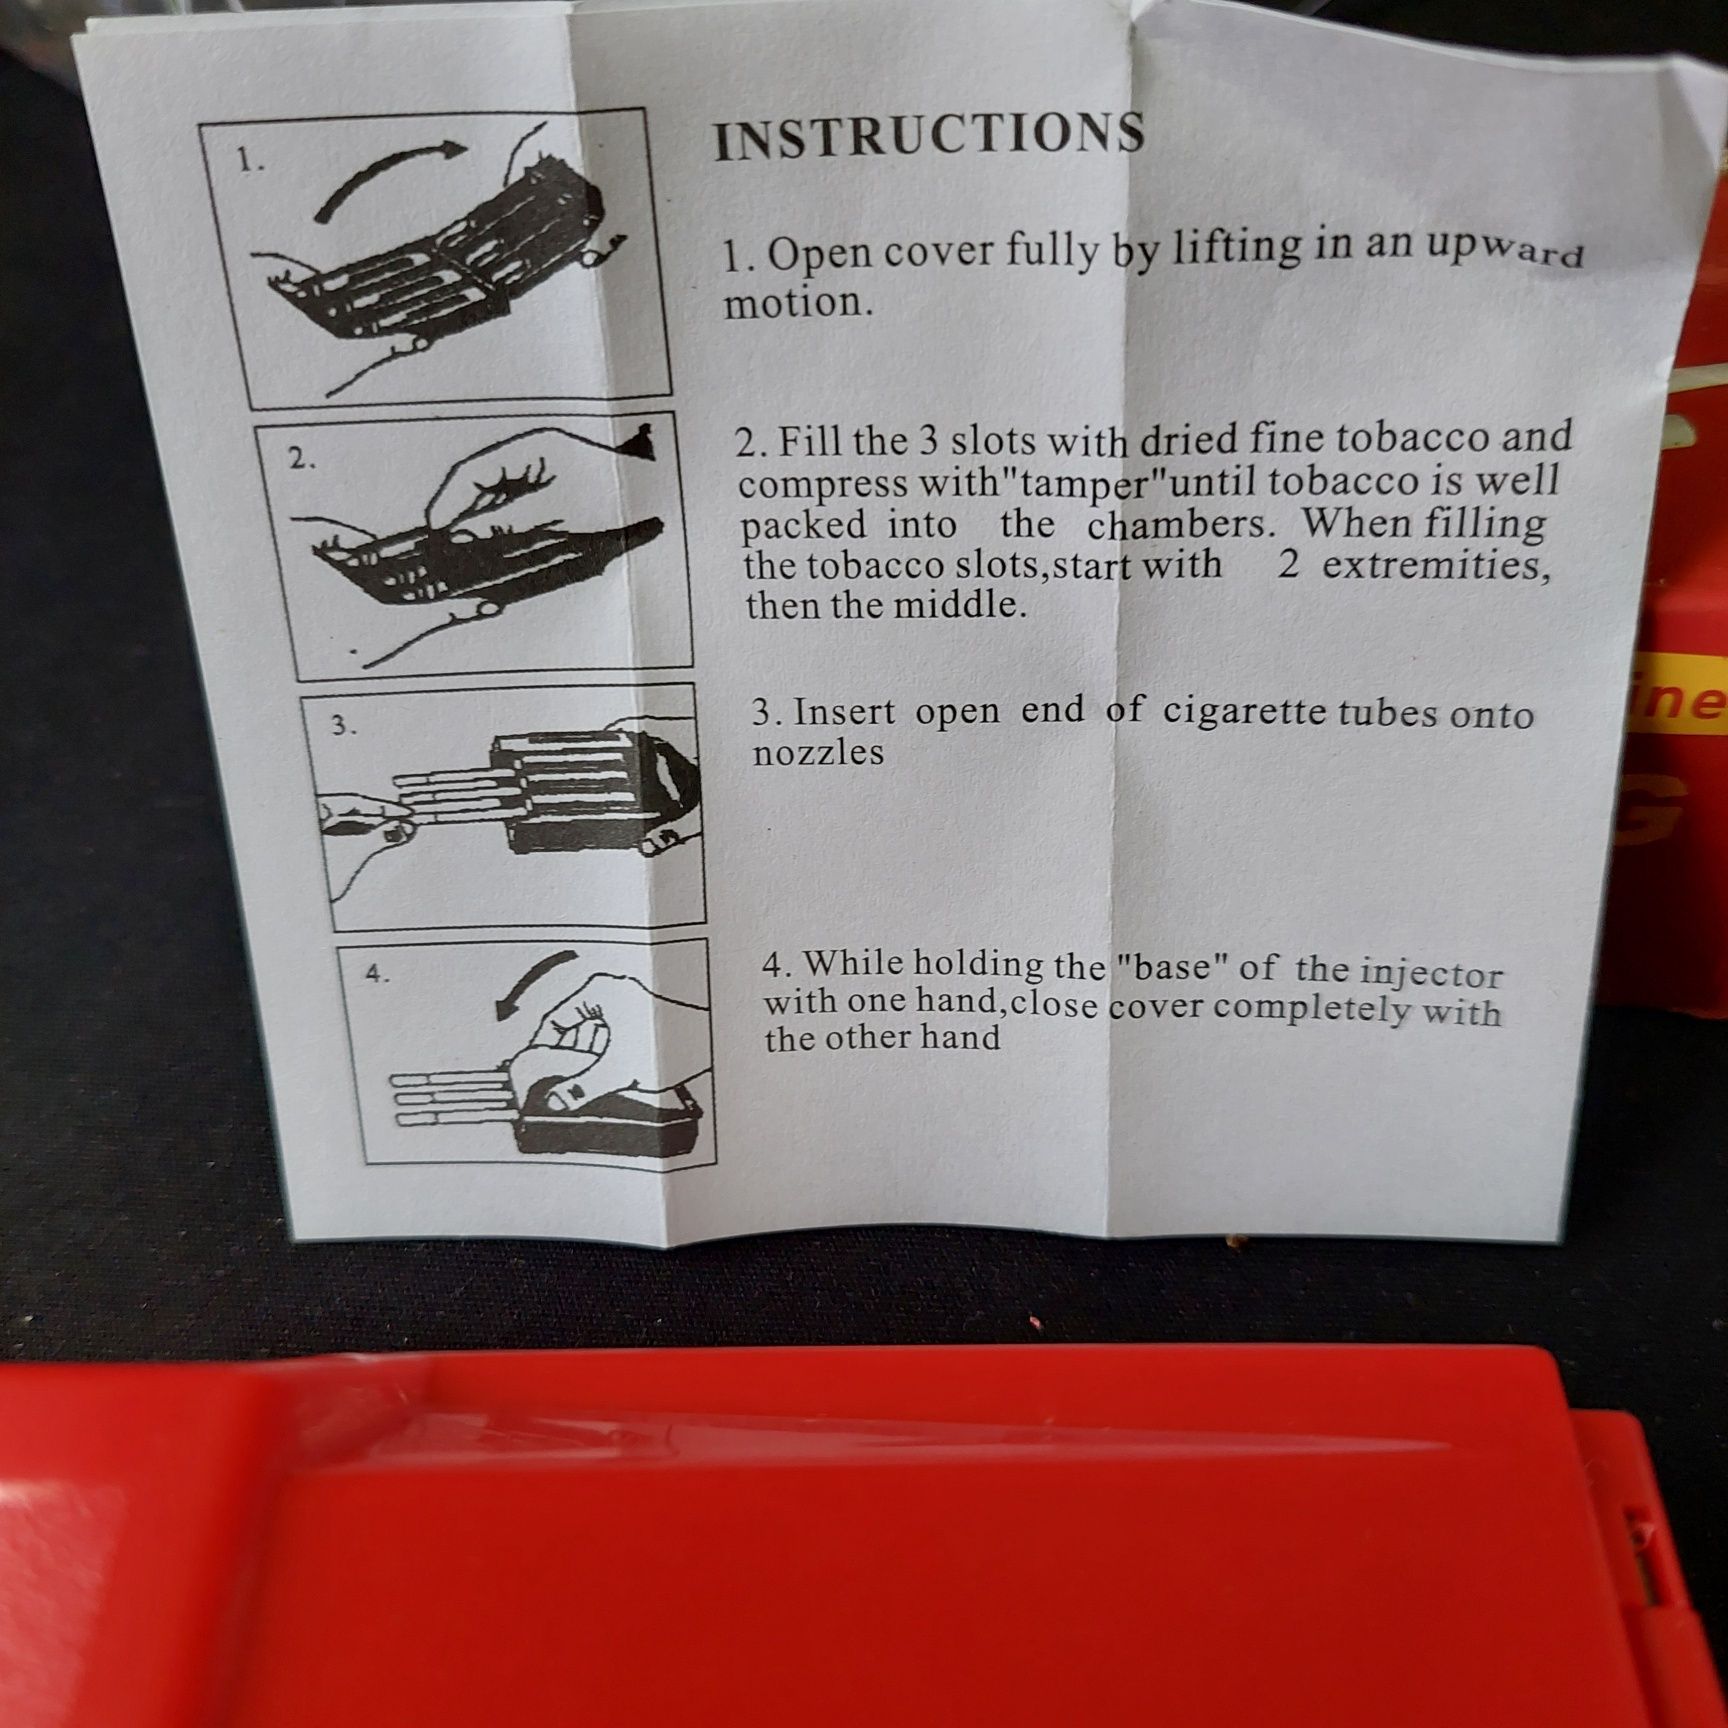 INSTRUCTIONS
1.
1. Open cover fully by lifting in an upward
motion.
2.
2. Fill the 3 slots with dried fine tobacco and
compress with"tamper"until tobacco is well
packed into the chambers. When filling
the tobacco slots,start with 2 extremities,
then the middle.
3.
3. Insert open end of cigarette tubes onto
nozzles
4.
4. While holding the "base" of the injector
with one hand,close cover completely with
the other hand
ine
G